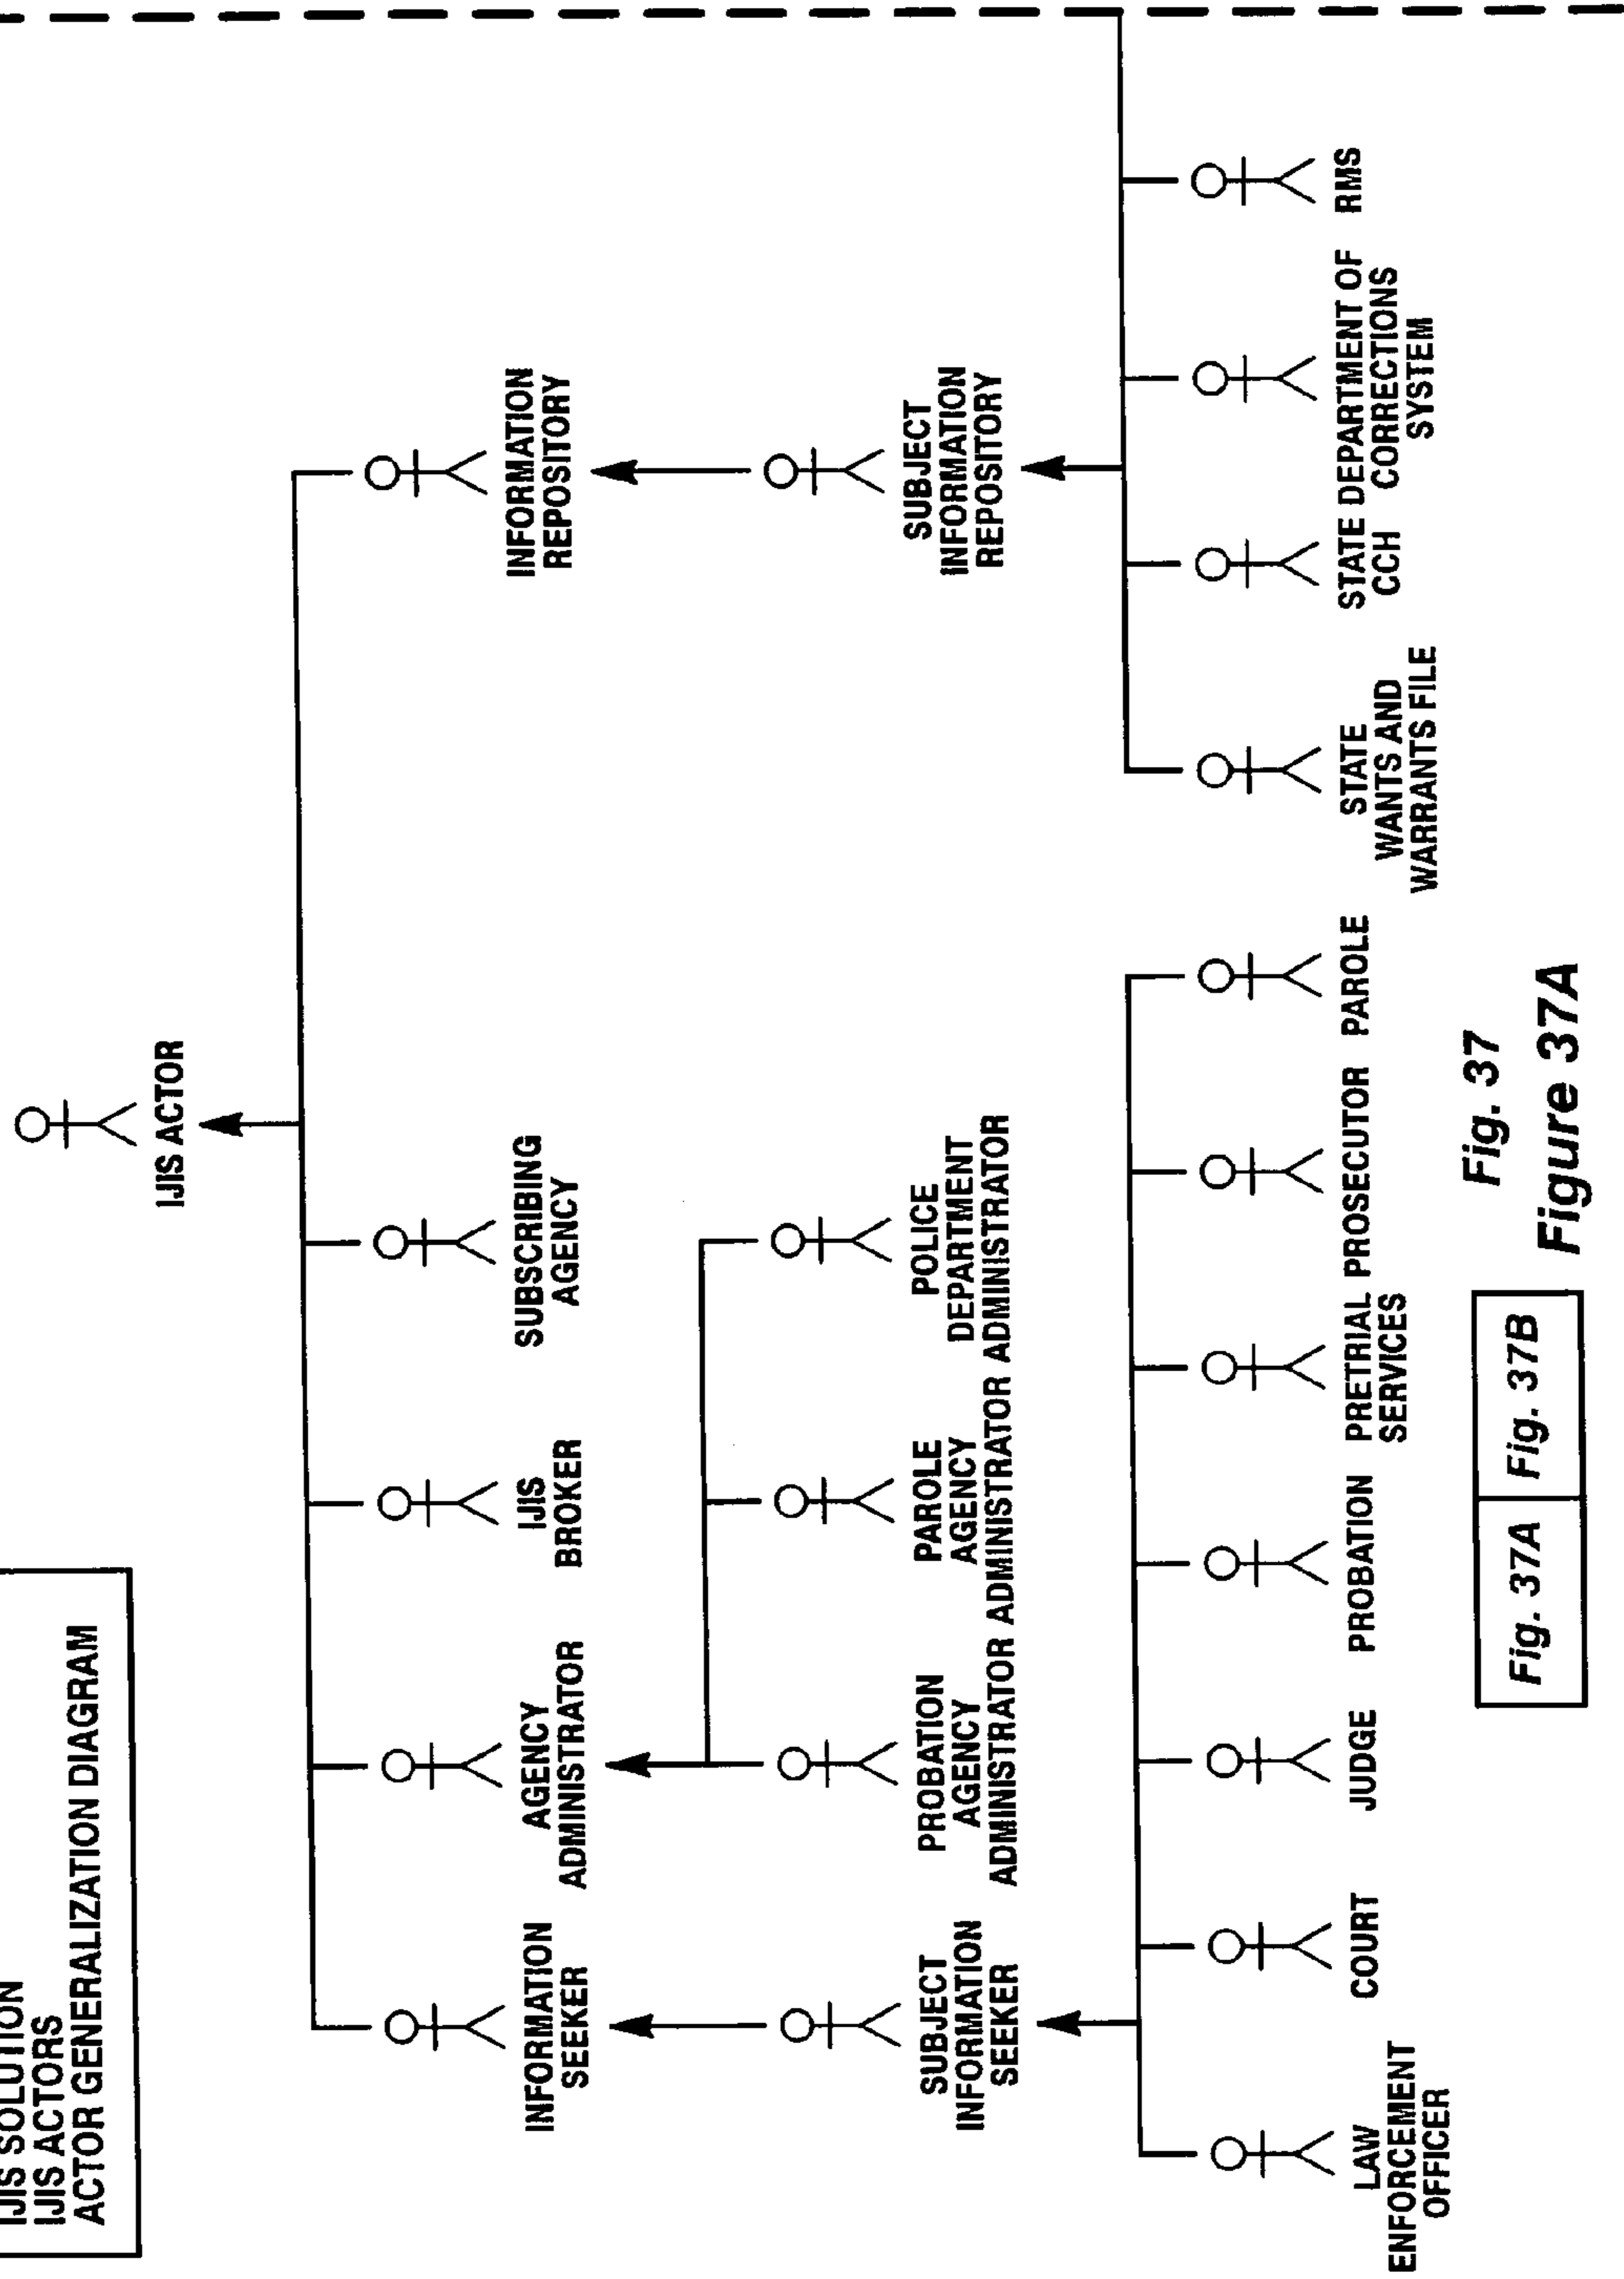 IJIS SOLUTION
IJIS ACTORS
ACTOR GENERALIZATION DIAGRAM
IJIS ACTOR
INFORMATION
SEEKER
AGENCY
ADMINISTRATOR
IJIS
BROKER
SUBSCRIBING
AGENCY
INFORMATION
REPOSITORY
SUBJECT
INFORMATION
SEEKER
PROBATION
AGENCY
ADMINISTRATOR
PAROLE
AGENCY
ADMINISTRATOR
POLICE
DEPARTMENT
ADMINISTRATOR
SUBJECT
INFORMATION
REPOSITORY
LAW
ENFORCEMENT
OFFICER
COURT
JUDGE
PROBATION
PRETRIAL
SERVICES
PROSECUTOR
PAROLE
STATE
WANTS AND
WARRANTS FILE
STATE
CCH
DEPARTMENT OF
CORRECTIONS
SYSTEM
RMS
Fig. 37A
Fig. 37B
Fig. 37
Figure 37A